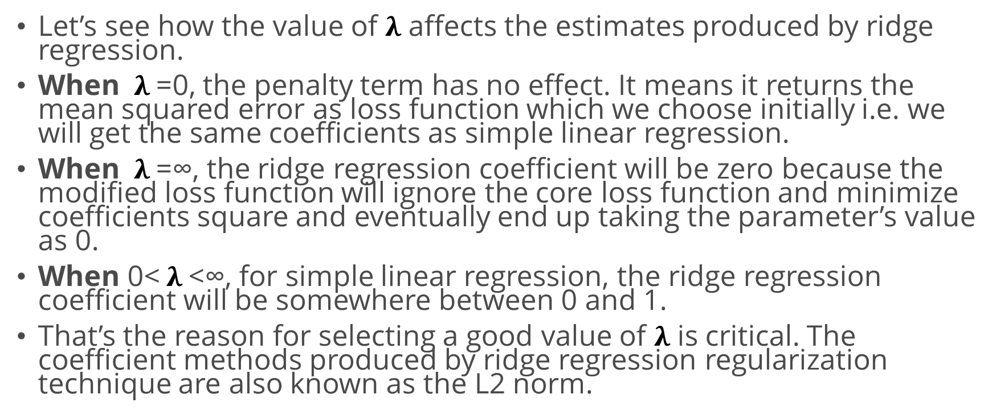 • Let’s see how the value of λ affects the estimates produced by ridge
regression.
• When λ =0, the penalty term has no effect. It means it returns the
mean squared error as loss function which we choose initially i.e. we
will get the same coefficients as simple linear regression.
• When λ =∞, the ridge regression coefficient will be zero because the
modified loss function will ignore the core loss function and minimize
coefficients square and eventually end up taking the parameter’s value
as 0.
• When 0< λ <∞, for simple linear regression, the ridge regression
coefficient will be somewhere between 0 and 1.
• That’s the reason for selecting a good value of λ is critical. The
coefficient methods produced by ridge regression regularization
technique are also known as the L2 norm.